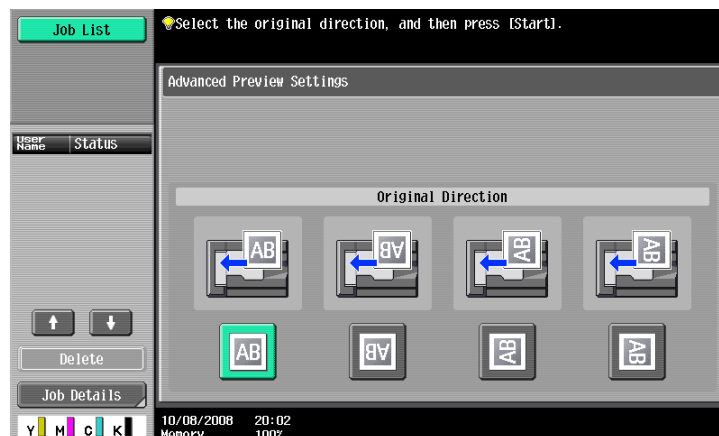 Job List
Select the original direction, and then press [Start].
Advanced Preview Settings
User Name
Status
Original Direction
AB
AB
AB
AB
AB
AB
AB
AB
Delete
Job Details
10/08/2008 20:02
Y M C K
Memory 100%